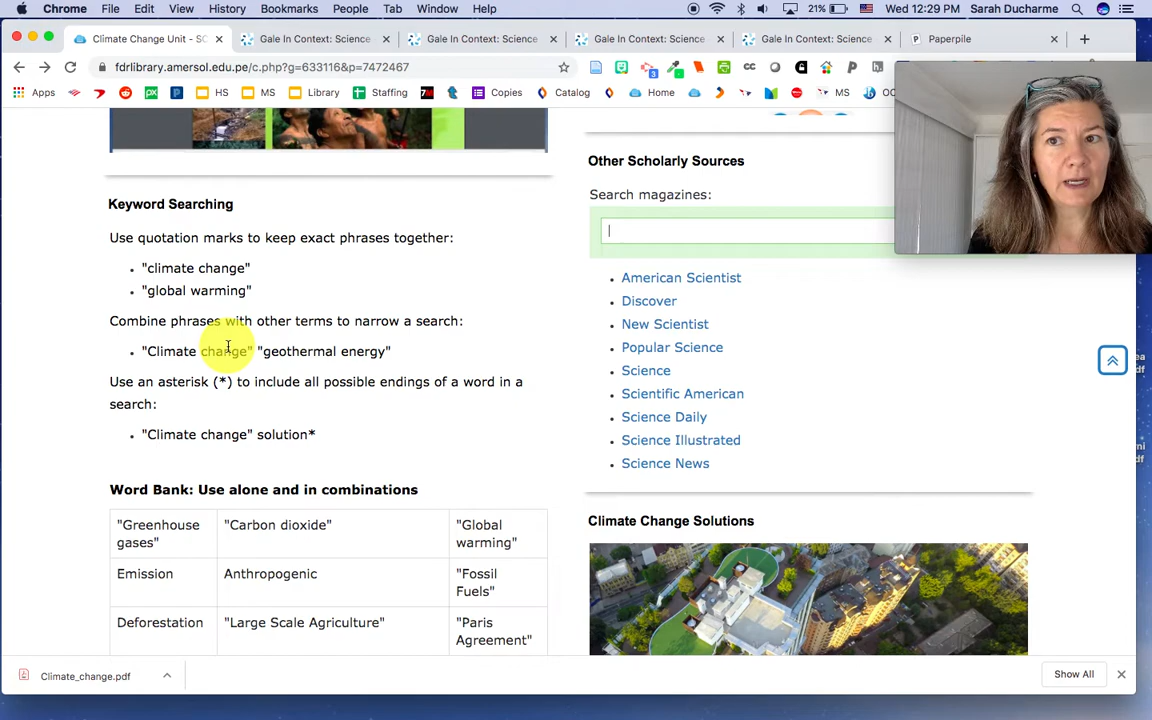 Chrome File Edit View History Bookmarks People Tab Window Help 21% Wed 12:29 PM Sarah Ducharme
Climate Change Unit - SC Gale In Context: Science Gale In Context: Science Gale In Context: Science Gale In Context: Science Paperpile
fdrlibrary.amersol.edu.pe/c.php?g=633116&p=7472467
Apps HS MS Library Staffing Copies Catalog Home MS OC
Keyword Searching
Use quotation marks to keep exact phrases together:
"climate change"
"global warming"
Combine phrases with other terms to narrow a search:
"Climate change" "geothermal energy"
Use an asterisk (*) to include all possible endings of a word in a
search:
"Climate change" solution*
Word Bank: Use alone and in combinations
"Greenhouse
gases"
"Carbon dioxide"
"Global
warming"
Emission
Anthropogenic
"Fossil
Fuels"
Deforestation
"Large Scale Agriculture"
"Paris
Agreement"
Other Scholarly Sources
Search magazines:
American Scientist
Discover
New Scientist
Popular Science
Science
Scientific American
Science Daily
Science Illustrated
Science News
Climate Change Solutions
Climate_change.pdf
Show All